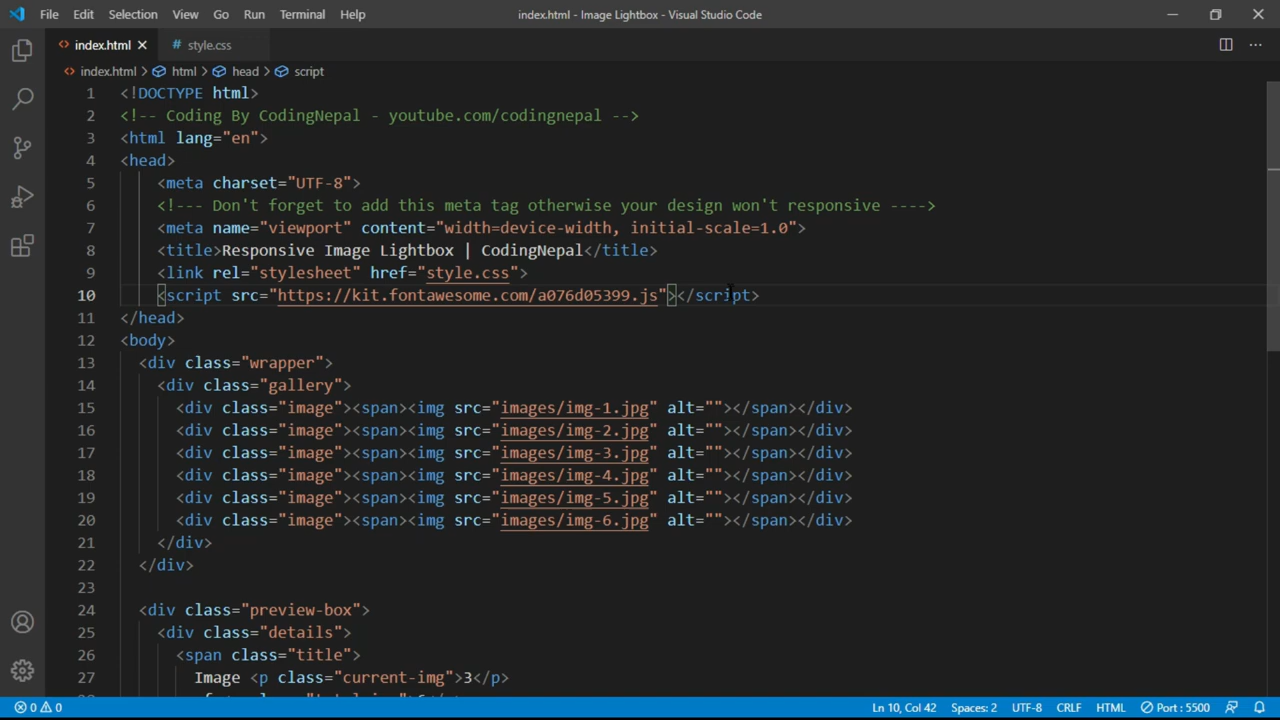 File Edit Selection View Go Run Terminal Help index.html - Image Lightbox - Visual Studio Code
<> index.html # style.css
<> index.html > html > head > script
1 <!DOCTYPE html>
2 <!-- Coding By CodingNepal - youtube.com/codingnepal -->
3 <html lang="en">
4 <head>
5 <meta charset="UTF-8">
6 <!--- Don't forget to add this meta tag otherwise your design won't responsive ---->
7 <meta name="viewport" content="width=device-width, initial-scale=1.0">
8 <title>Responsive Image Lightbox | CodingNepal</title>
9 <link rel="stylesheet" href="style.css">
10 <script src="https://kit.fontawesome.com/a076d05399.js"></script>
11 </head>
12 <body>
13 <div class="wrapper">
14 <div class="gallery">
15 <div class="image"><span><img src="images/img-1.jpg" alt=""></span></div>
16 <div class="image"><span><img src="images/img-2.jpg" alt=""></span></div>
17 <div class="image"><span><img src="images/img-3.jpg" alt=""></span></div>
18 <div class="image"><span><img src="images/img-4.jpg" alt=""></span></div>
19 <div class="image"><span><img src="images/img-5.jpg" alt=""></span></div>
20 <div class="image"><span><img src="images/img-6.jpg" alt=""></span></div>
21 </div>
22 </div>
23
24 <div class="preview-box">
25 <div class="details">
26 <span class="title">
27 Image <p class="current-img">3</p>
0 0 Ln 10, Col 42 Spaces: 2 UTF-8 CRLF HTML Port : 5500